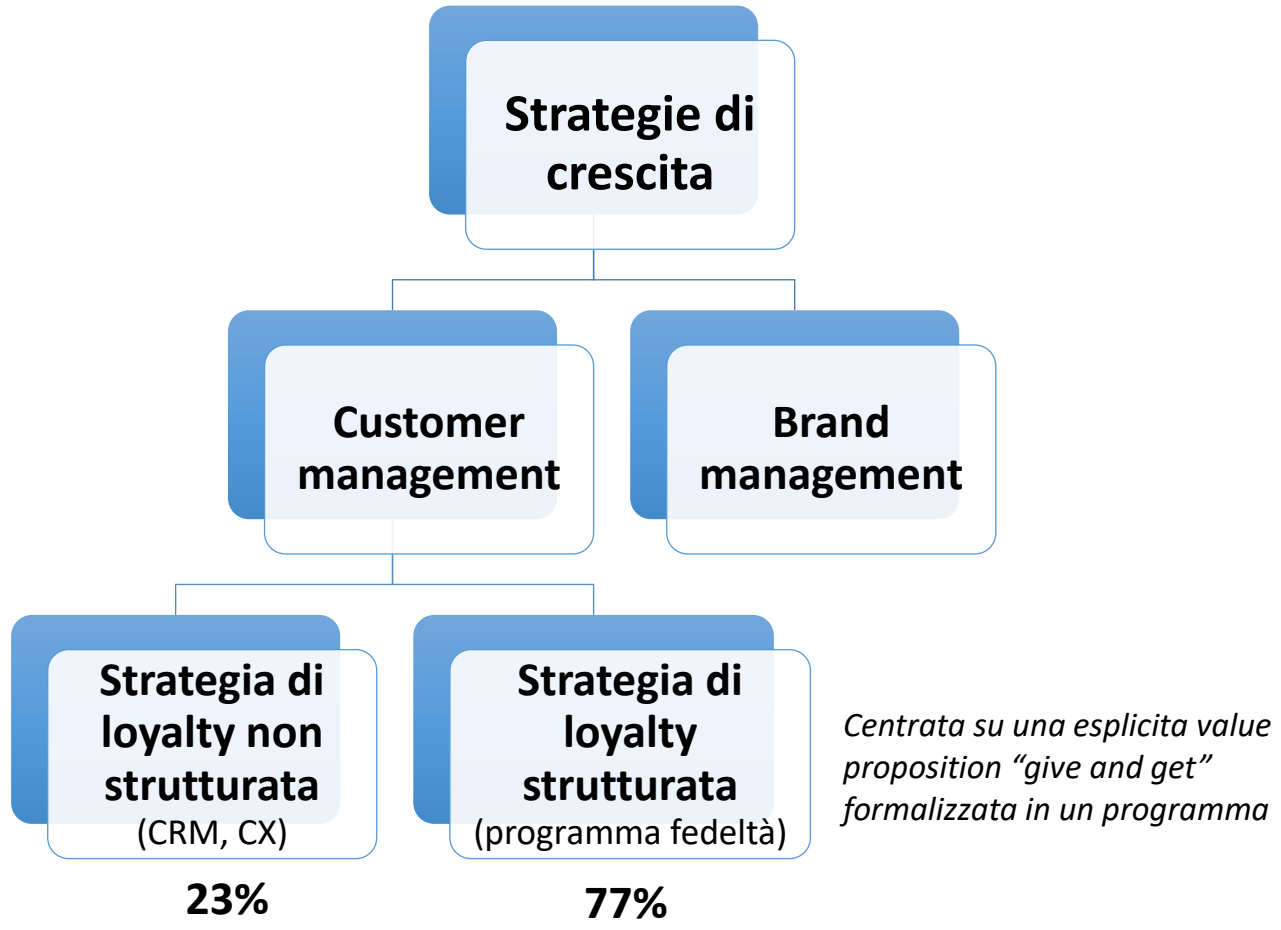 Strategie di
crescita
Customer
management
Brand
management
Strategia di
loyalty non
strutturata
(CRM, CX)
23%
Strategia di
loyalty
strutturata
(programma fedeltà)
77%
Centrata su una esplicita value
proposition “give and get”
formalizzata in un programma